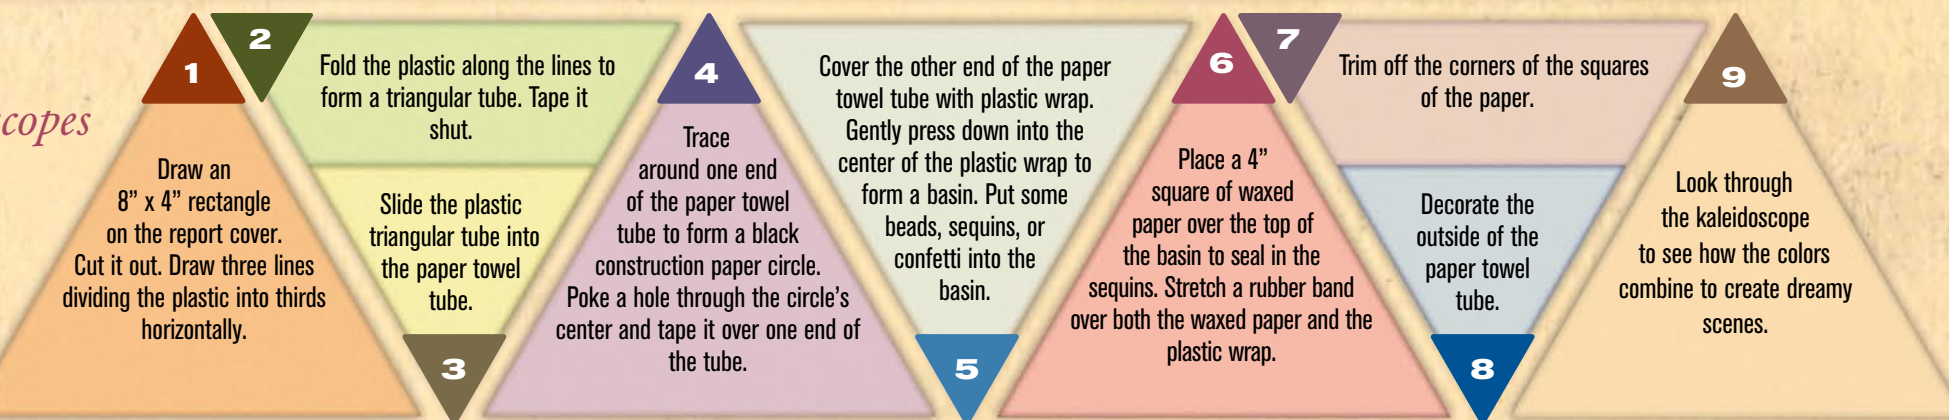 copes
1
Draw an
8” x 4” rectangle
on the report cover.
Cut it out. Draw three lines
dividing the plastic into thirds
horizontally.
2
Fold the plastic along the lines to
form a triangular tube. Tape it
shut.
Slide the plastic
triangular tube into
the paper towel
tube.
3
4
Trace
around one end
of the paper towel
tube to form a black
construction paper circle.
Poke a hole through the circle’s
center and tape it over one end of
the tube.
Cover the other end of the paper
towel tube with plastic wrap.
Gently press down into the
center of the plastic wrap to
form a basin. Put some
beads, sequins, or
confetti into the
basin.
5
6
Place a 4”
square of waxed
paper over the top of
the basin to seal in the
sequins. Stretch a rubber band
over both the waxed paper and the
plastic wrap.
7
Trim off the corners of the squares
of the paper.
Decorate the
outside of the
paper towel
tube.
8
9
Look through
the kaleidoscope
to see how the colors
combine to create dreamy
scenes.